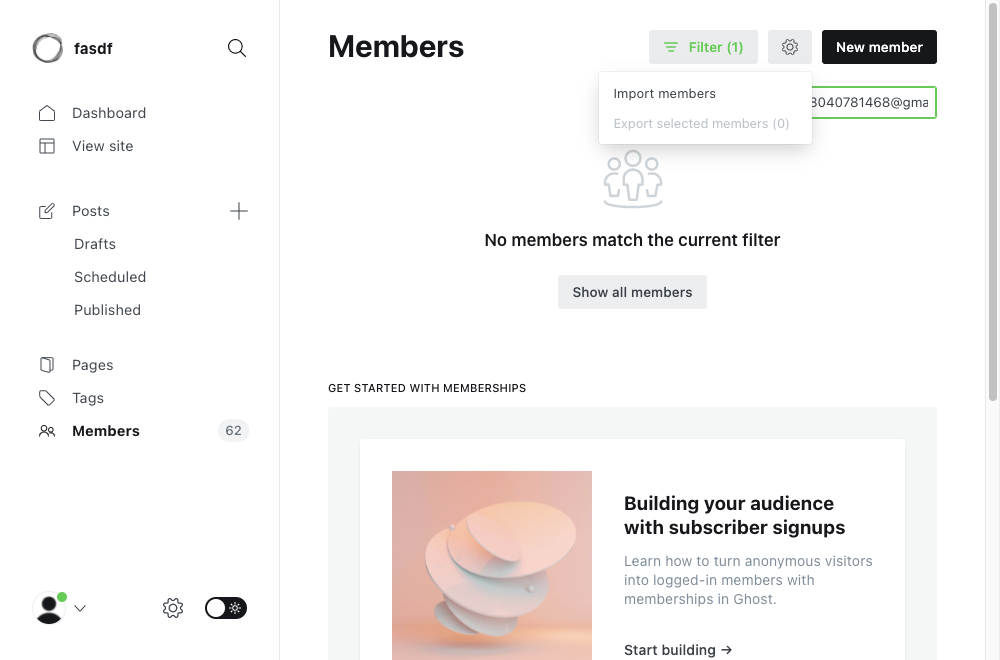 fasdf
Dashboard
View site
Posts
Drafts
Scheduled
Published
Pages
Tags
Members
62
Members
Filter (1)
New member
Import members
Export selected members (0)
8040781468@gma
No members match the current filter
Show all members
GET STARTED WITH MEMBERSHIPS
Building your audience
with subscriber signups
Learn how to turn anonymous visitors
into logged-in members with
memberships in Ghost.
Start building →